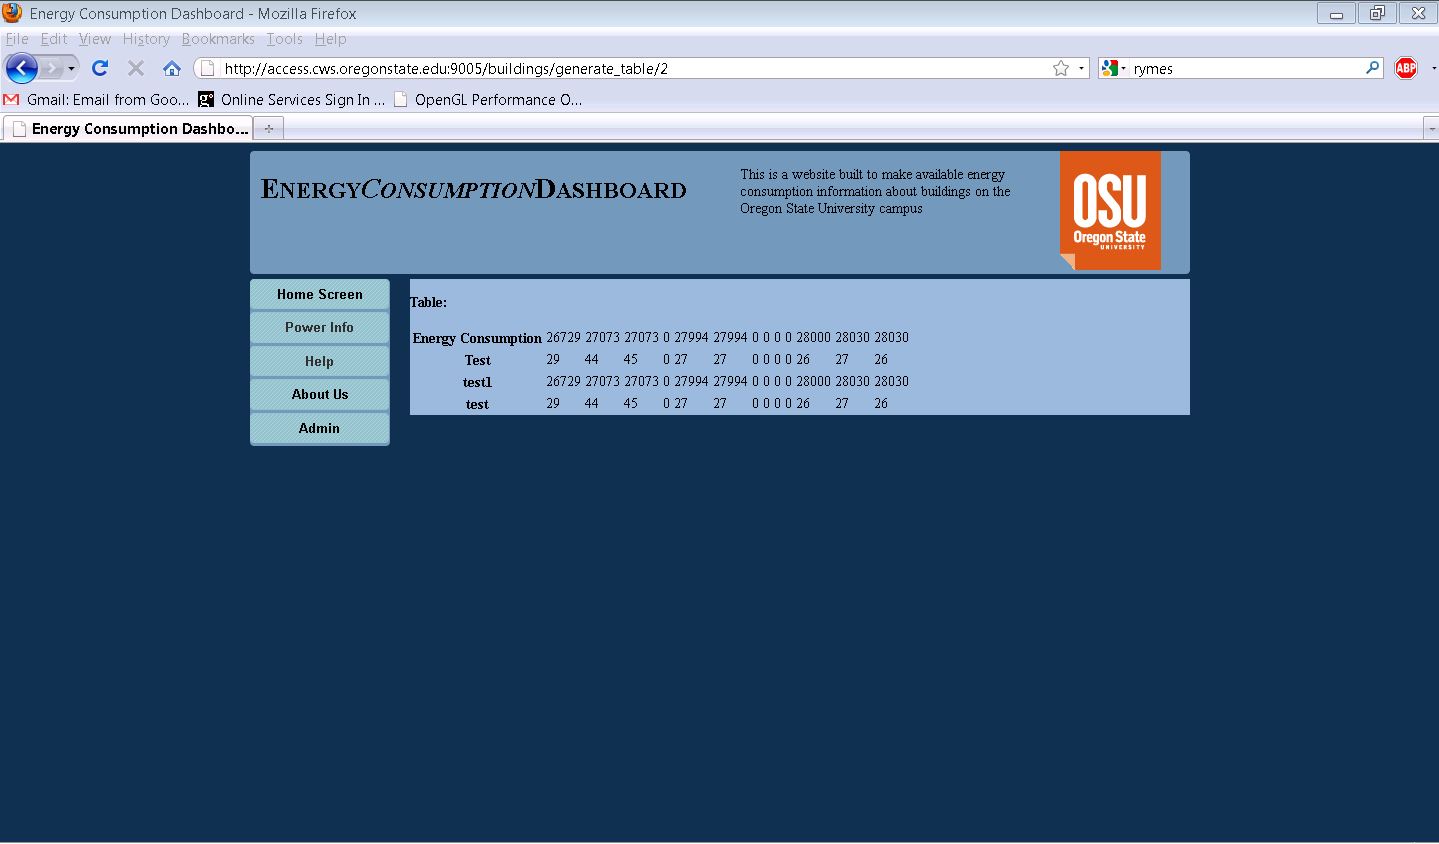 Energy Consumption Dashboard - Mozilla Firefox
File Edit View History Bookmarks Tools Help
http://access.cws.oregonstate.edu:9005/buildings/generate_table/2
rymes
ABP
Gmail: Email from Goo... g° Online Services Sign In ... OpenGL Performance O...
Energy Consumption Dashbo...
ENERGYCONSUMPTIONDASHBOARD
This is a website built to make available energy
consumption information about buildings on the
Oregon State University campus
OSU
Oregon State
UNIVERSITY
Home Screen
Power Info
Help
About Us
Admin
Table:
Energy Consumption 26729 27073 27073 0 27994 27994 0 0 0 0 28000 28030 28030
Test 29 44 45 0 27 27 0 0 0 0 26 27 26
test1 26729 27073 27073 0 27994 27994 0 0 0 0 28000 28030 28030
test 29 44 45 0 27 27 0 0 0 0 26 27 26